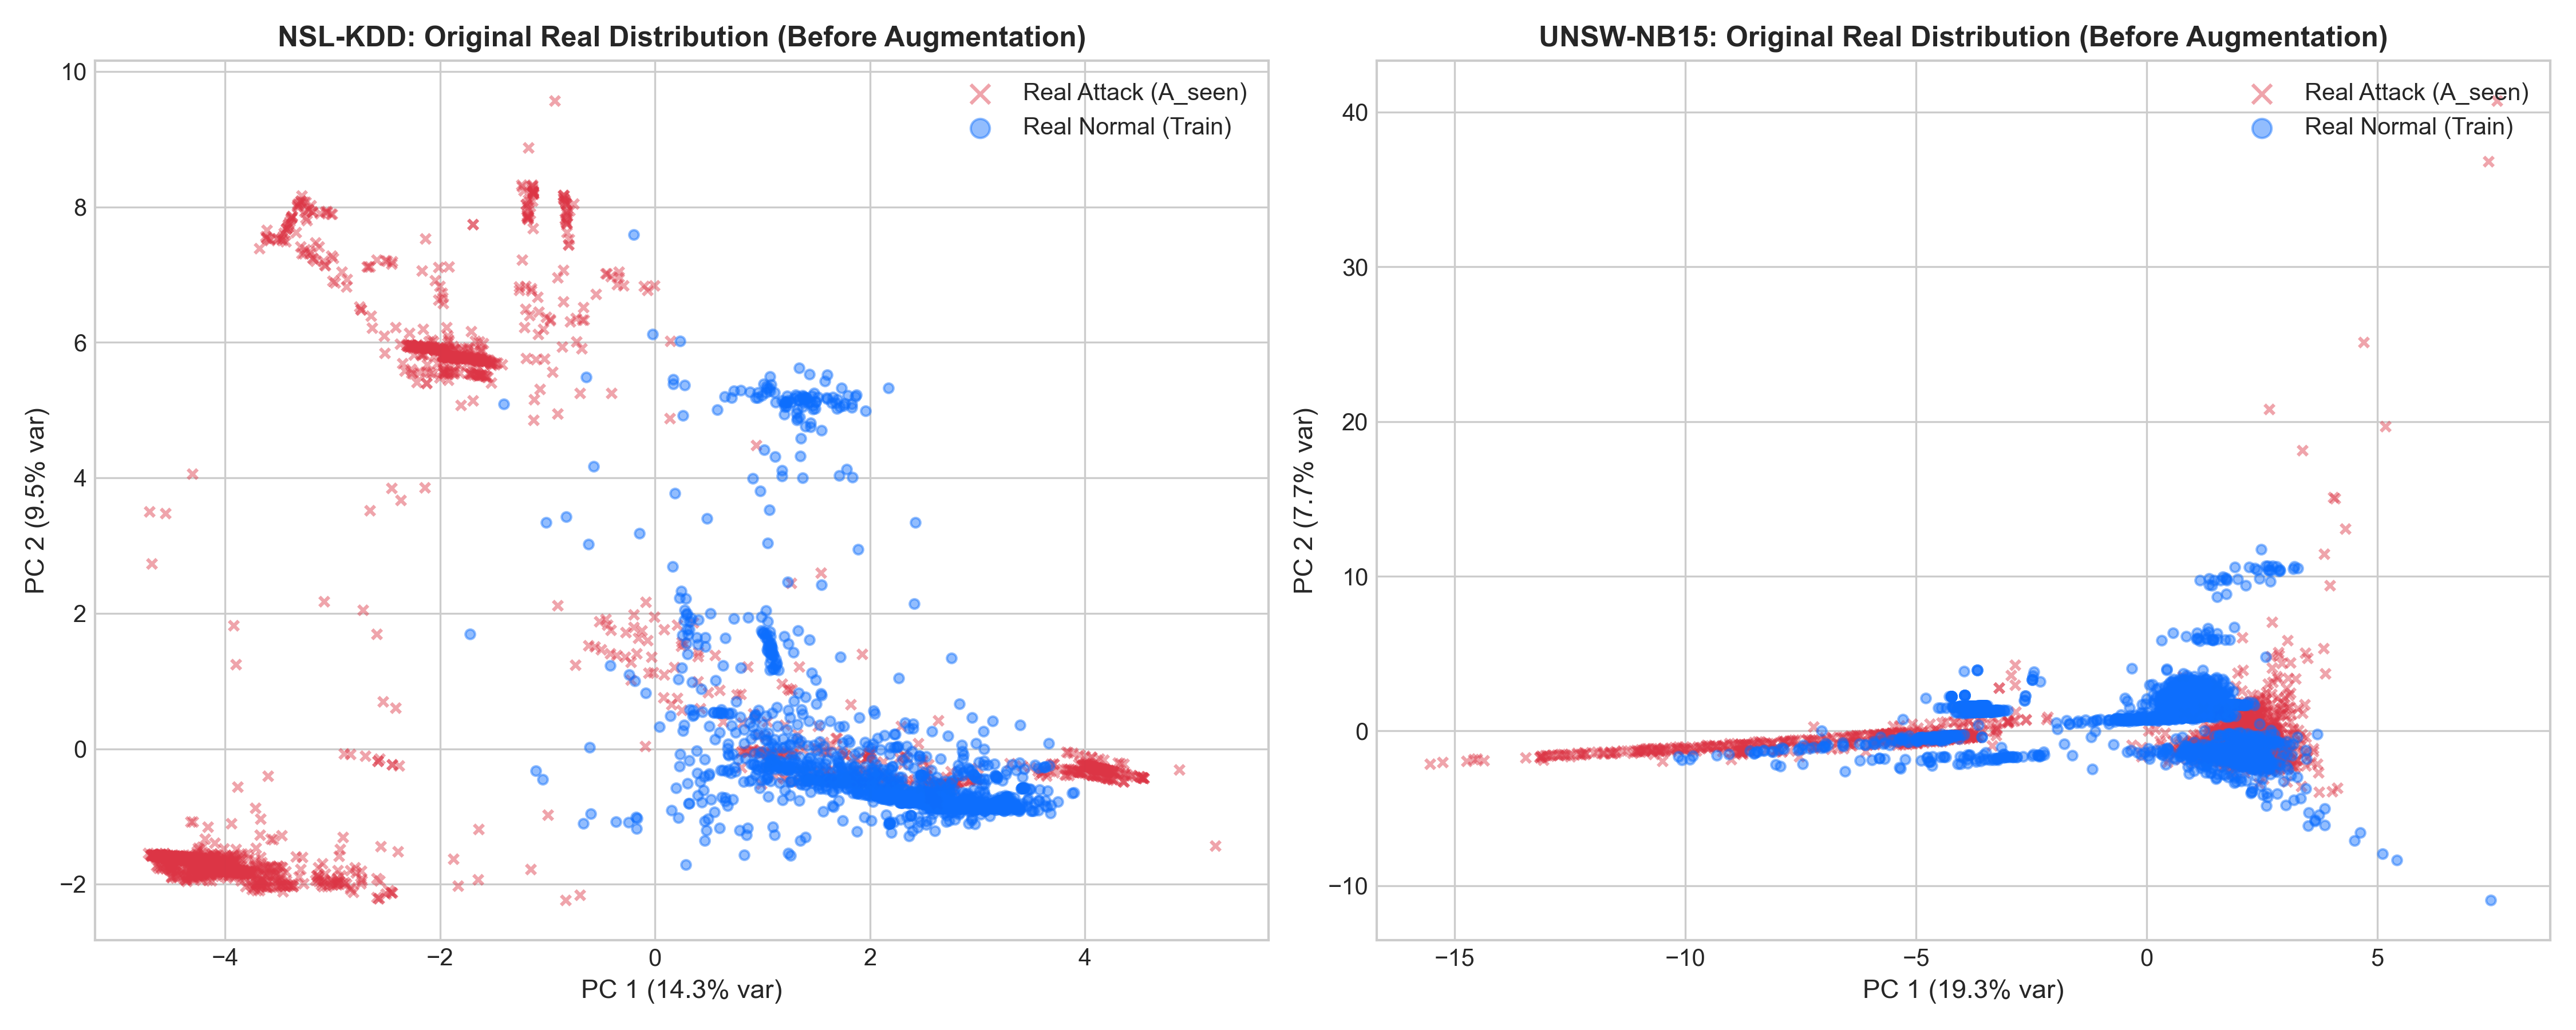 NSL-KDD: Original Real Distribution (Before Augmentation)
Real Attack (A_seen)
Real Normal (Train)
10
8
6
4
2
0
−2
PC 2 (9.5% var)
−4
−2
0
2
4
PC 1 (14.3% var)
UNSW-NB15: Original Real Distribution (Before Augmentation)
Real Attack (A_seen)
Real Normal (Train)
40
30
20
10
0
−10
PC 2 (7.7% var)
−15
−10
−5
0
5
PC 1 (19.3% var)